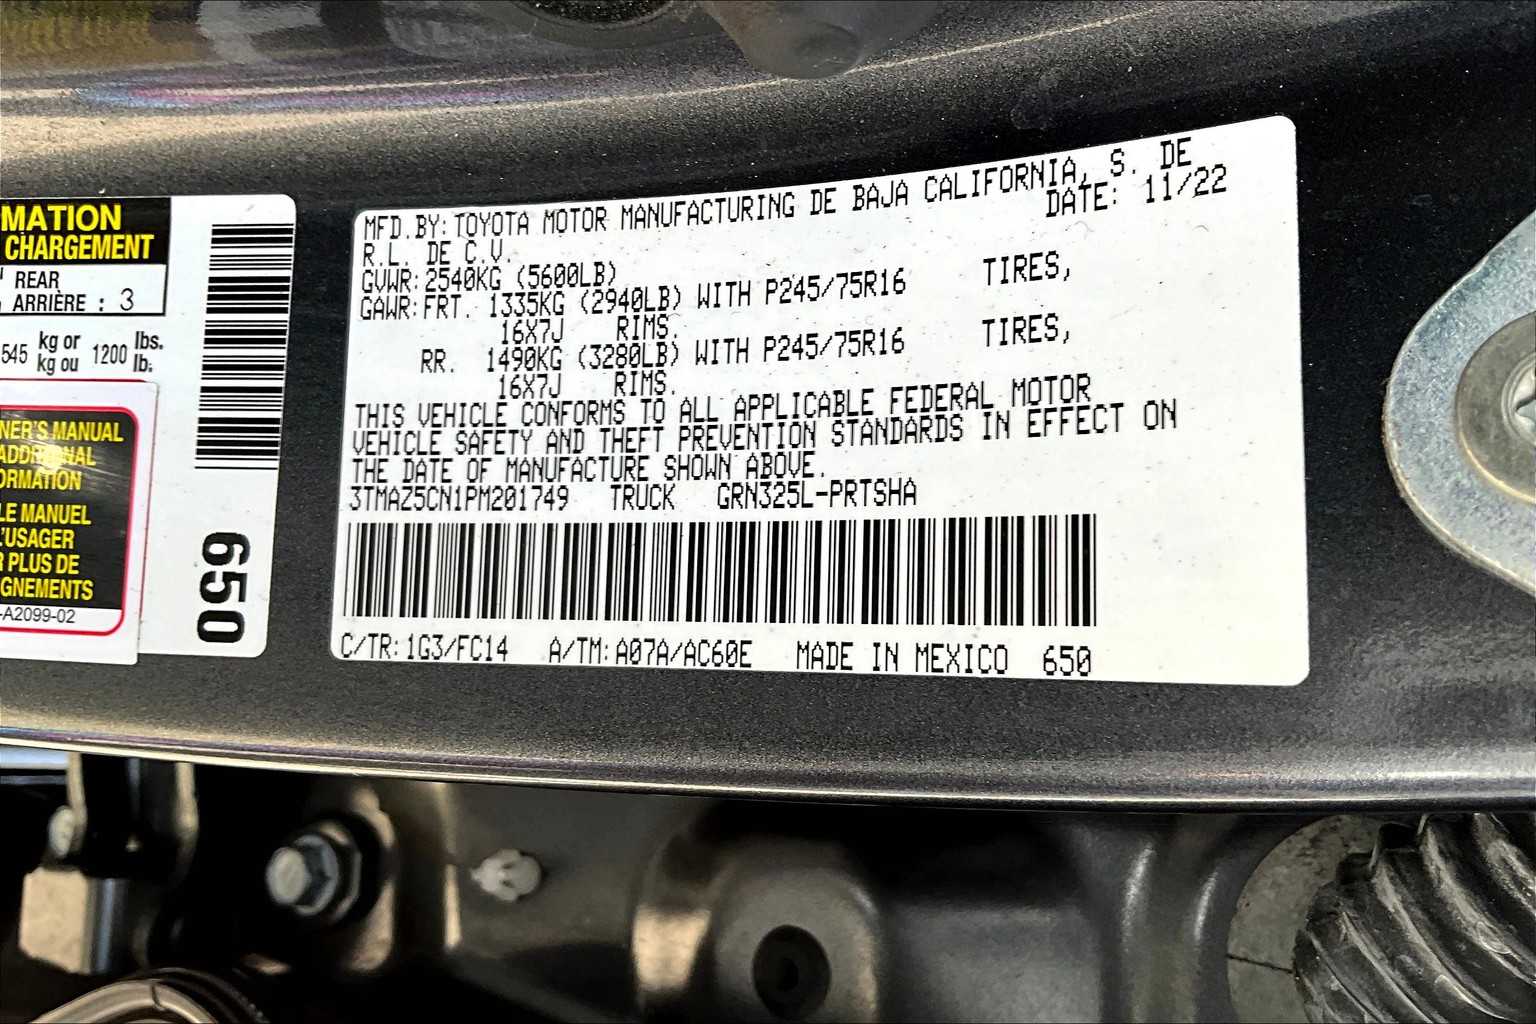 MATION
CHARGEMENT
REAR
ARRIÈRE : 3
545 kg or 1200 lbs.
kg ou lb.
NER'S MANUAL
ADDITIONAL
ORMATION
LE MANUEL
L'USAGER
PLUS DE
GNEMENTS
-A2099-02
650
MFD.BY:TOYOTA MOTOR MANUFACTURING DE BAJA CALIFORNIA, S. DE
R.L. DE C.V. DATE: 11/22
GVWR:2540KG (5600LB)
GAWR:FRT. 1335KG (2940LB) WITH P245/75R16 TIRES,
16X7J RIMS.
RR. 1490KG (3280LB) WITH P245/75R16 TIRES,
16X7J RIMS.
THIS VEHICLE CONFORMS TO ALL APPLICABLE FEDERAL MOTOR
VEHICLE SAFETY AND THEFT PREVENTION STANDARDS IN EFFECT ON
THE DATE OF MANUFACTURE SHOWN ABOVE.
3TMAZ5CN1PM201749 TRUCK GRN325L-PRTSHA
C/TR:1G3/FC14 A/TM:A07A/AC60E MADE IN MEXICO 650